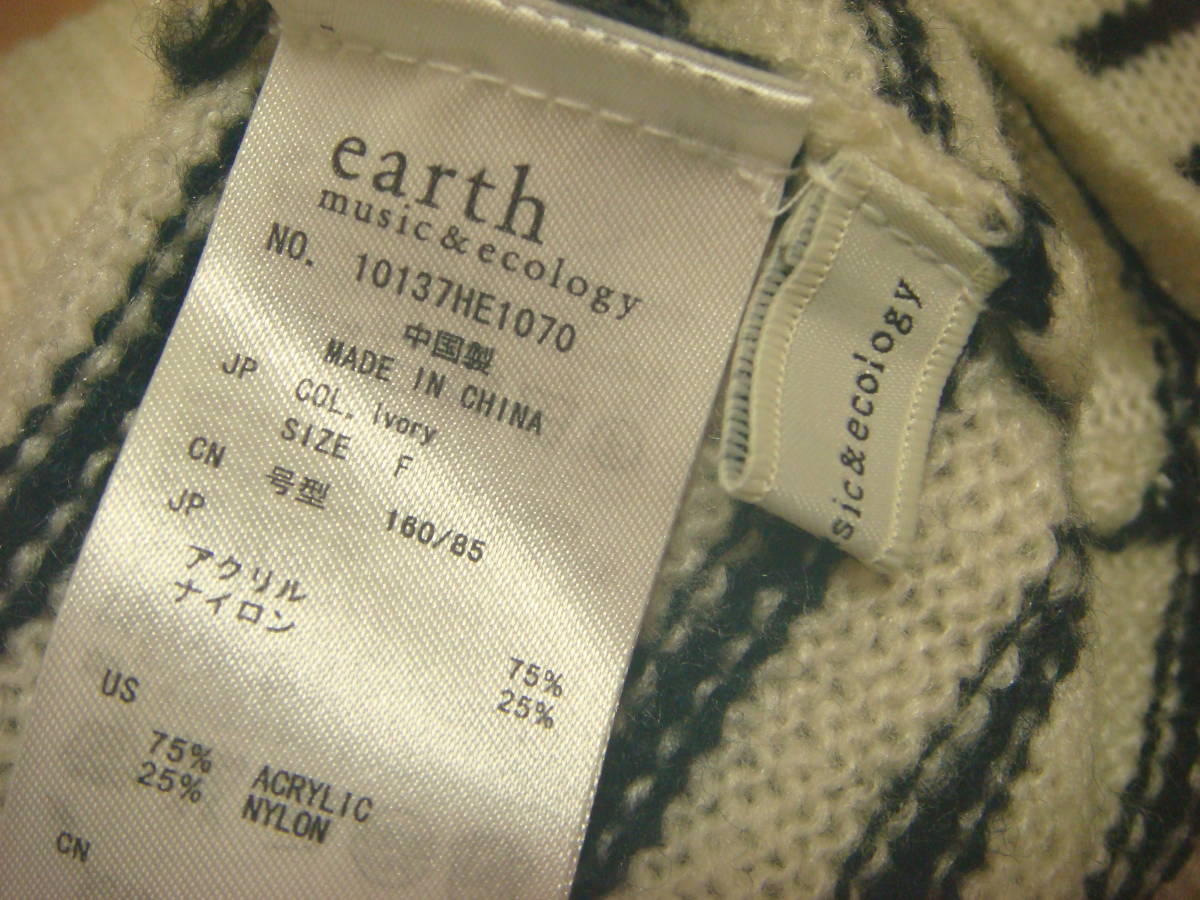 earth
music&ecology
NO. 10137HE1070
中国製
MADE IN CHINA
COL. ivory
JP SIZE F
CN 号型 160/85
JP
アクリル 75%
ナイロン 25%
US
75% ACRYLIC
25% NYLON
CN
sic&ecology